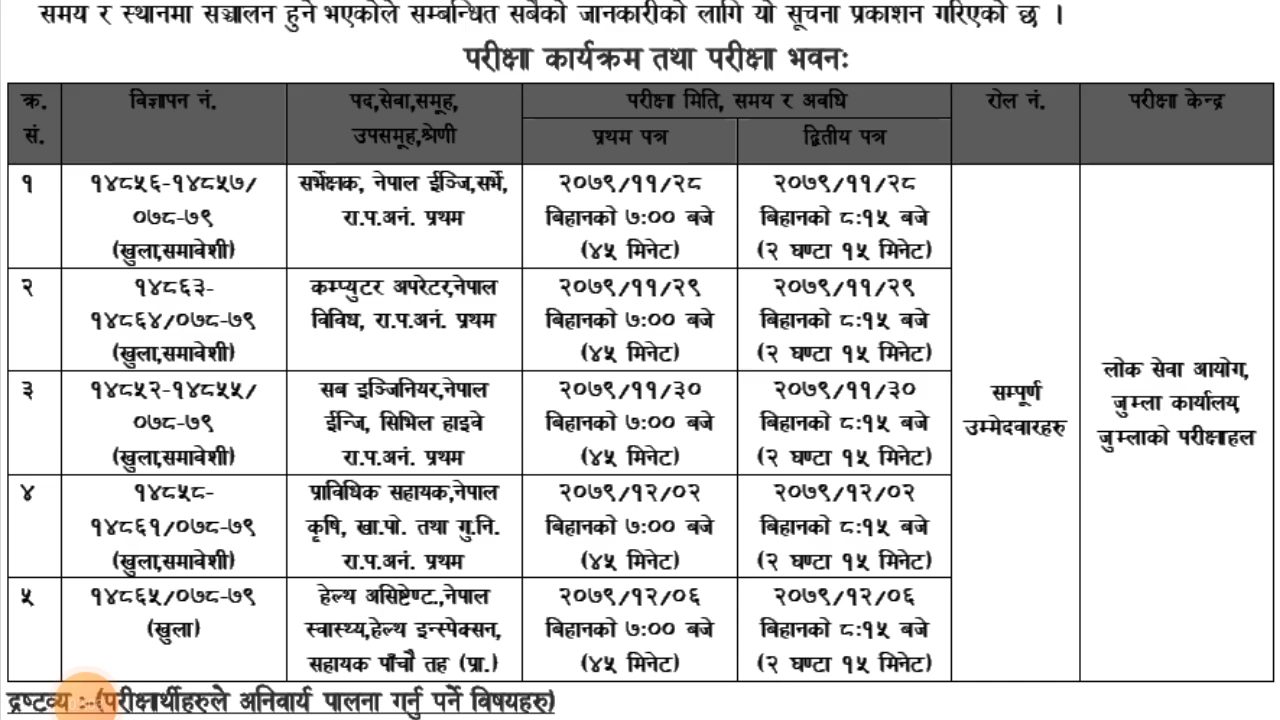 समय र स्थानमा सञ्चालन हुने भएकोले सम्बन्धित सबैको जानकारीको लागि यो सूचना प्रकाशन गरिएको छ ।
परीक्षा कार्यक्रम तथा परीक्षा भवनः
क्र. सं.
विज्ञापन नं.
पद,सेवा,समूह,
उपसमूह,श्रेणी
परीक्षा मिति, समय र अवधि
प्रथम पत्र
द्वितीय पत्र
रोल नं.
परीक्षा केन्द्र
१
१४८५६-१४८५७/
०७८-७९
(खुला,समावेशी)
सर्भेक्षक, नेपाल ईञ्जि,सर्भे,
रा.प.अनं. प्रथम
२०७९/११/२८
बिहानको ७:०० बजे
(४५ मिनेट)
२०७९/११/२८
बिहानको ८:१५ बजे
(२ घण्टा १५ मिनेट)
२
१४८६३-
१४८६४/०७८-७९
(खुला,समावेशी)
कम्प्युटर अपरेटर,नेपाल
विविध, रा.प.अनं. प्रथम
२०७९/११/२९
बिहानको ७:०० बजे
(४५ मिनेट)
२०७९/११/२९
बिहानको ८:१५ बजे
(२ घण्टा १५ मिनेट)
३
१४८५२-१४८५५/
०७८-७९
(खुला,समावेशी)
सब इञ्जिनियर,नेपाल
ईन्जि, सिभिल हाइवे
रा.प.अनं. प्रथम
२०७९/११/३०
बिहानको ७:०० बजे
(४५ मिनेट)
२०७९/११/३०
बिहानको ८:१५ बजे
(२ घण्टा १५ मिनेट)
४
१४८५८-
१४८६१/०७८-७९
(खुला,समावेशी)
प्राविधिक सहायक,नेपाल
कृषि, खा.पो. तथा गु.नि.
रा.प.अनं. प्रथम
२०७९/१२/०२
बिहानको ७:०० बजे
(४५ मिनेट)
२०७९/१२/०२
बिहानको ८:१५ बजे
(२ घण्टा १५ मिनेट)
५
१४८६५/०७८-७९
(खुला)
हेल्थ असिष्टेण्ट,,नेपाल
स्वास्थ्य,हेल्थ इन्स्पेक्सन,
सहायक पाँचौ तह (प्रा.)
२०७९/१२/०६
बिहानको ७:०० बजे
(४५ मिनेट)
२०७९/१२/०६
बिहानको ८:१५ बजे
(२ घण्टा १५ मिनेट)
सम्पूर्ण
उम्मेदवारहरु
लोक सेवा आयोग,
जुम्ला कार्यालय,
जुम्लाको परीक्षाहल
द्रष्टव्य :-(परीक्षार्थीहरुले अनिवार्य पालना गर्नु पर्ने विषयहरु)